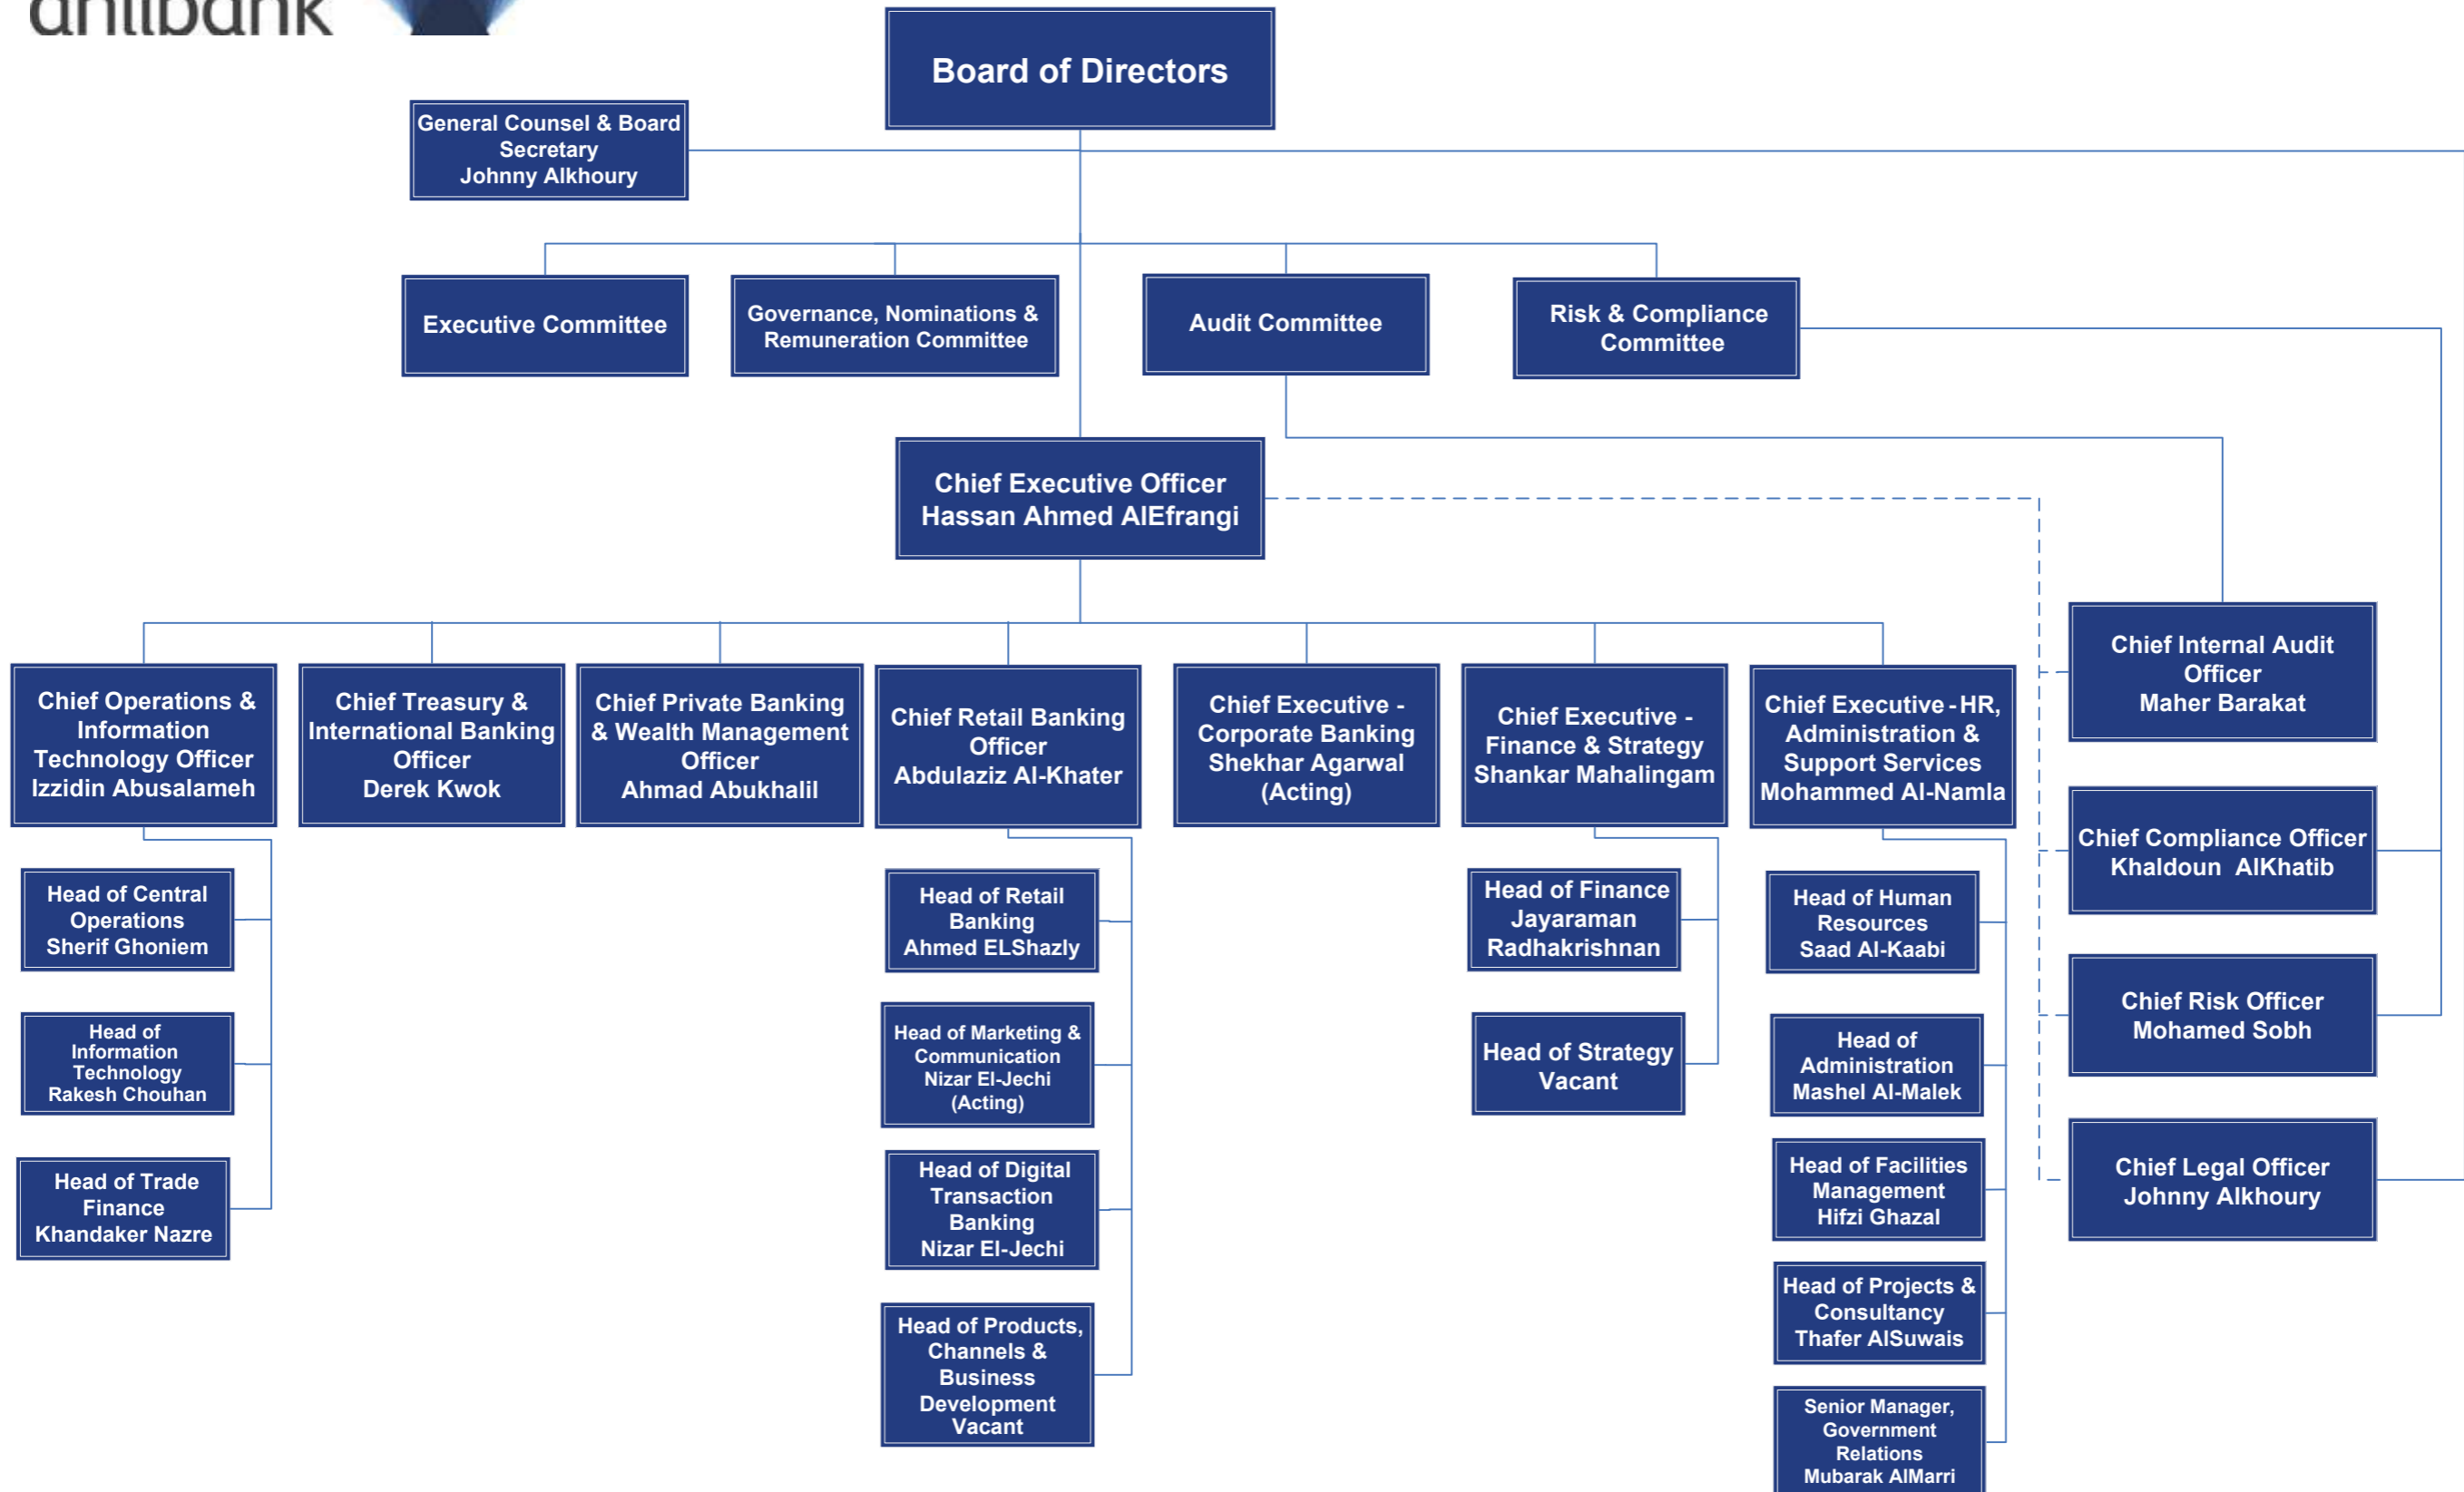 ahlibank
Board of Directors
General Counsel & Board
Secretary
Johnny Alkhoury
Executive Committee
Governance, Nominations &
Remuneration Committee
Audit Committee
Risk & Compliance
Committee
Chief Executive Officer
Hassan Ahmed AlEfrangi
Chief Operations &
Information
Technology Officer
Izzidin Abusalameh
Chief Treasury &
International Banking
Officer
Derek Kwok
Chief Private Banking
& Wealth Management
Officer
Ahmad Abukhalil
Chief Retail Banking
Officer
Abdulaziz Al-Khater
Chief Executive -
Corporate Banking
Shekhar Agarwal
(Acting)
Chief Executive -
Finance & Strategy
Shankar Mahalingam
Chief Executive - HR,
Administration &
Support Services
Mohammed Al-Namla
Chief Internal Audit
Officer
Maher Barakat
Chief Compliance Officer
Khaldoun AlKhatib
Chief Risk Officer
Mohamed Sobh
Chief Legal Officer
Johnny Alkhoury
Head of Central
Operations
Sherif Ghoniem
Head of
Information
Technology
Rakesh Chouhan
Head of Trade
Finance
Khandaker Nazre
Head of Retail
Banking
Ahmed ELShazly
Head of Marketing &
Communication
Nizar El-Jechi
(Acting)
Head of Digital
Transaction
Banking
Nizar El-Jechi
Head of Products,
Channels &
Business
Development
Vacant
Head of Finance
Jayaraman
Radhakrishnan
Head of Strategy
Vacant
Head of Human
Resources
Saad Al-Kaabi
Head of
Administration
Mashel Al-Malek
Head of Facilities
Management
Hifzi Ghazal
Head of Projects &
Consultancy
Thafer AlSuwais
Senior Manager,
Government
Relations
Mubarak AlMarri